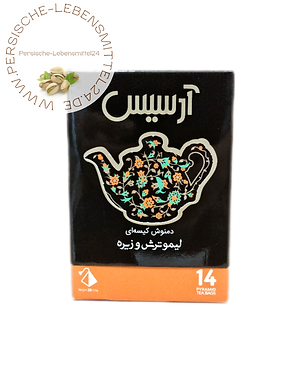 WWW.PERSISCHE-LEBENSMITTEL24.DE
Persische-Lebensmittel24
آرسیس
دمنوش کیسه‌ای
لیموترش و زیره
14
PYRAMID
TEA BAGS